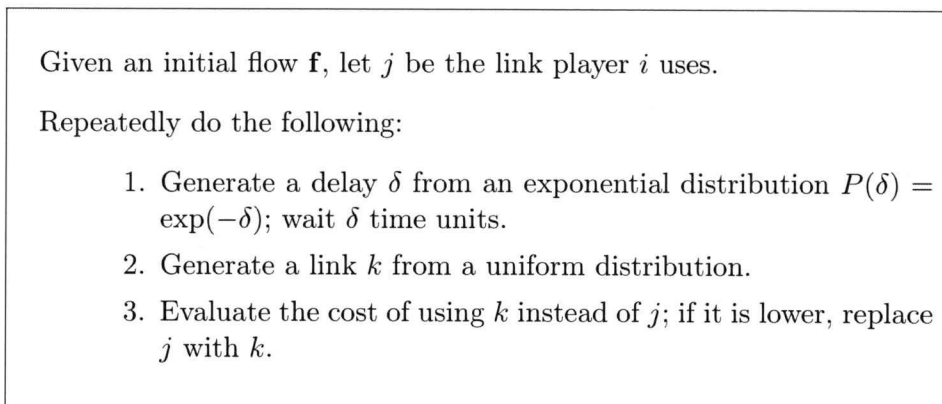 Given an initial flow f, let j be the link player i uses.
Repeatedly do the following:
1. Generate a delay δ from an exponential distribution P(δ) =
exp(−δ); wait δ time units.
2. Generate a link k from a uniform distribution.
3. Evaluate the cost of using k instead of j; if it is lower, replace
j with k.